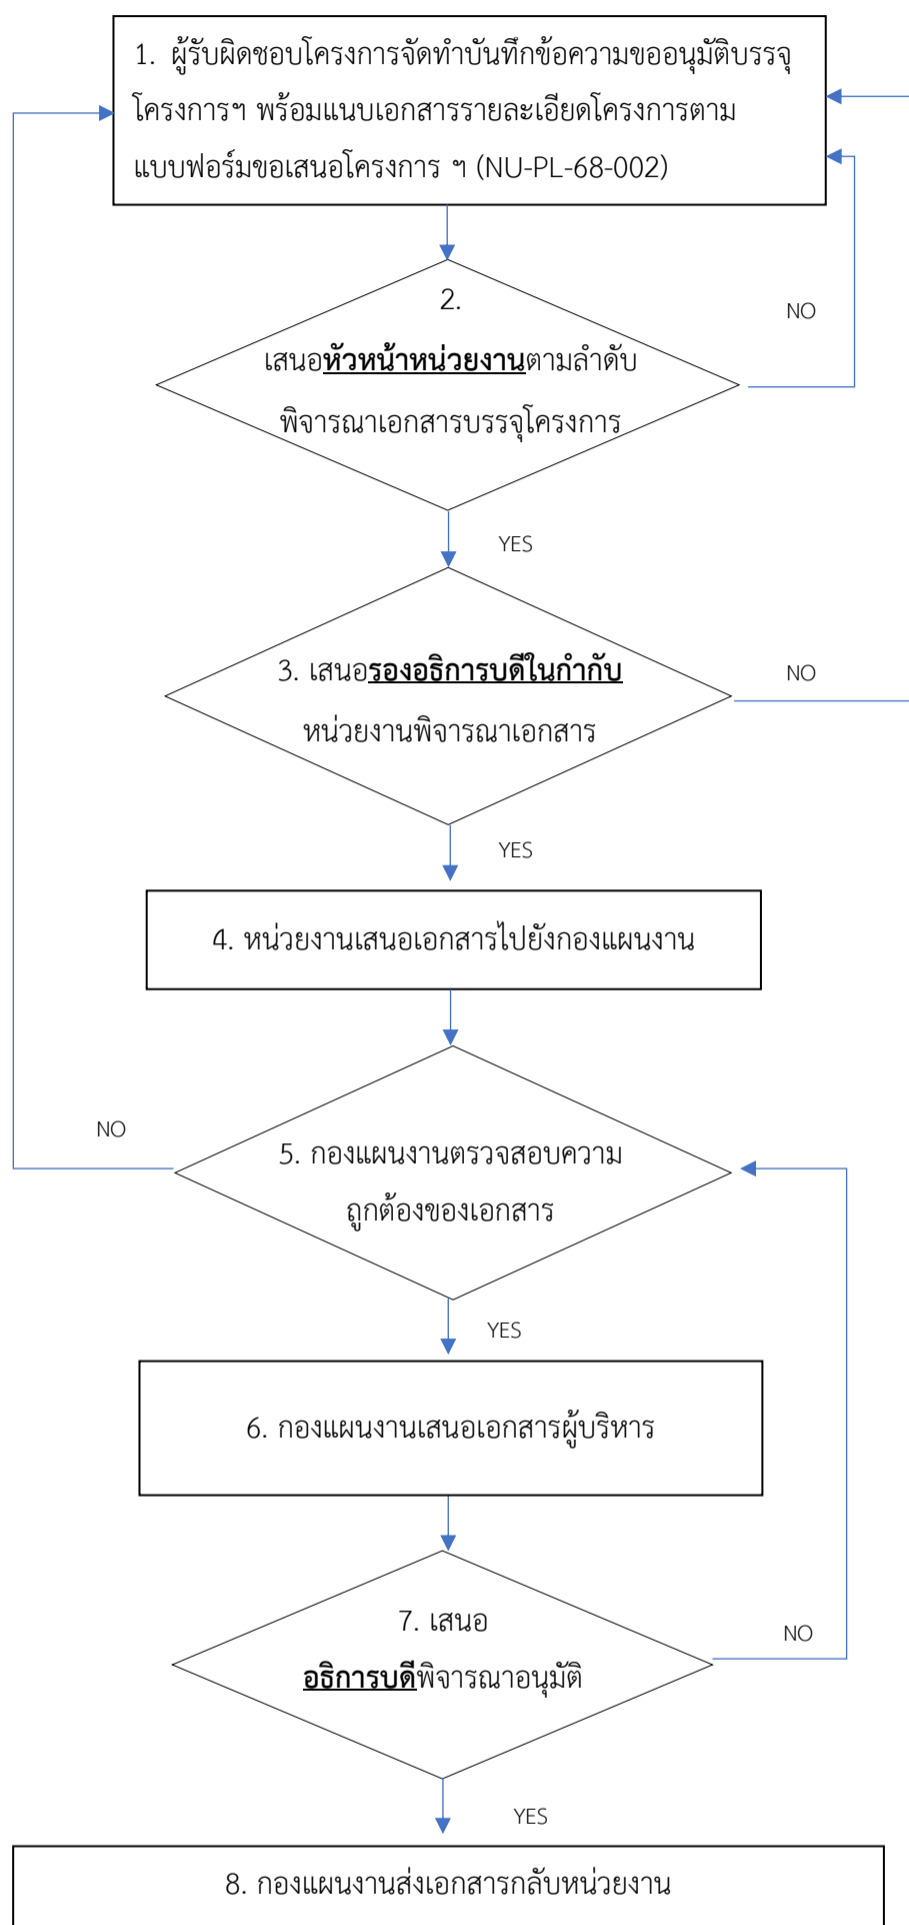 1. ผู้รับผิดชอบโครงการจัดทำบันทึกข้อความขออนุมัติบรรจุ
โครงการฯ พร้อมแนบเอกสารรายละเอียดโครงการตาม
แบบฟอร์มขอเสนอโครงการ ฯ (NU-PL-68-002)
2.
NO
เสนอหัวหน้าหน่วยงานตามลำดับ
พิจารณาเอกสารบรรจุโครงการ
YES
3. เสนอรองอธิการบดีในกำกับ
NO
หน่วยงานพิจารณาเอกสาร
YES
4. หน่วยงานเสนอเอกสารไปยังกองแผนงาน
NO
5. กองแผนงานตรวจสอบความ
ถูกต้องของเอกสาร
YES
6. กองแผนงานเสนอเอกสารผู้บริหาร
7. เสนอ
NO
อธิการบดีพิจารณาอนุมัติ
YES
8. กองแผนงานส่งเอกสารกลับหน่วยงาน